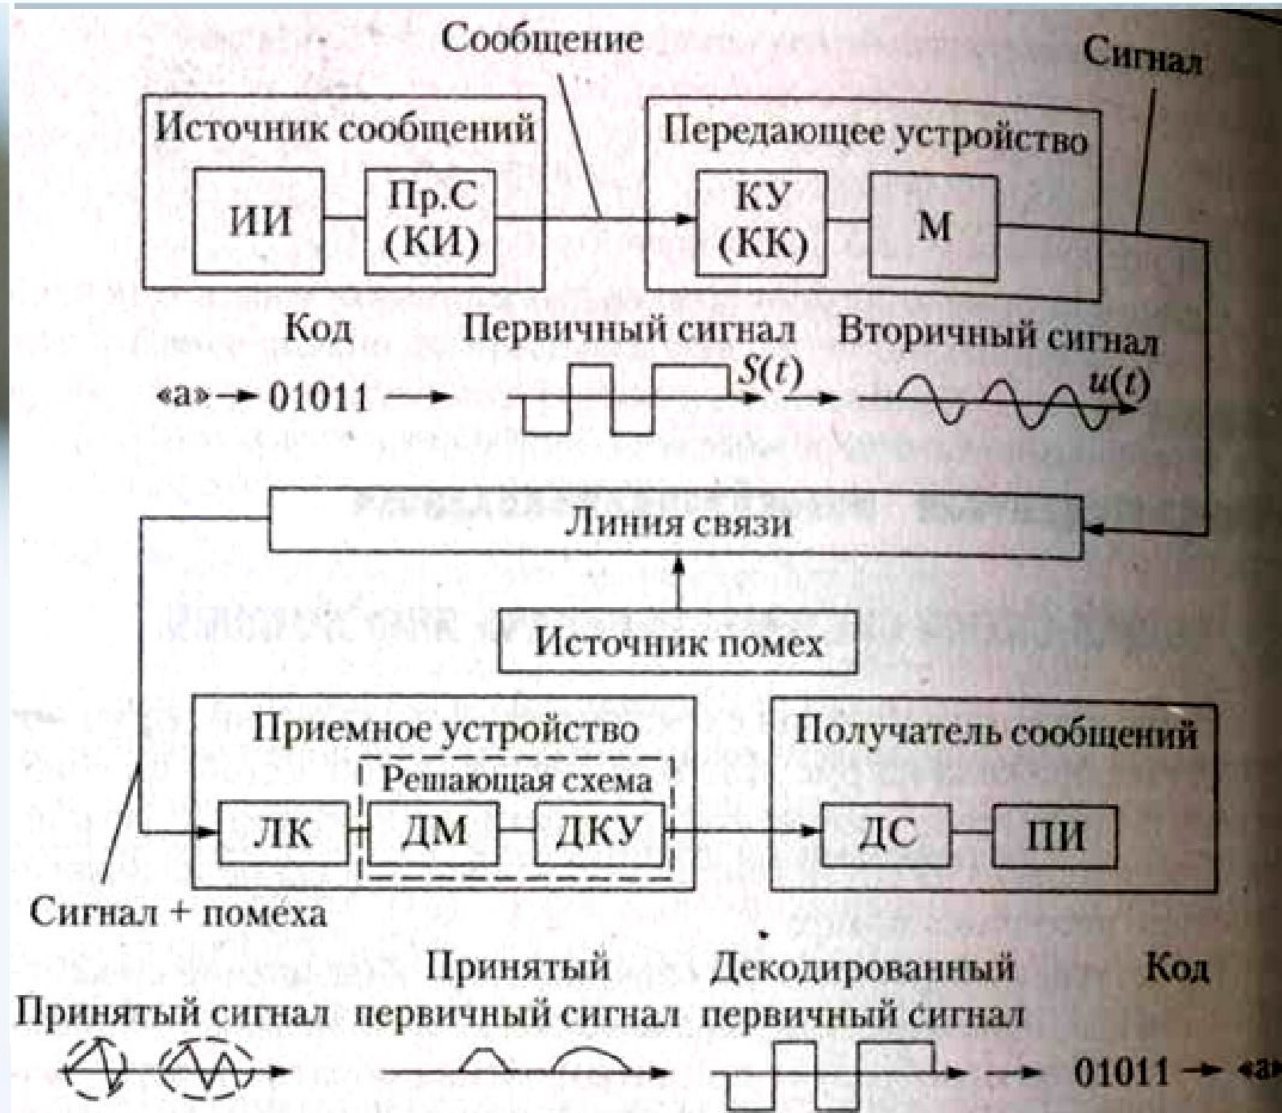 Сообщение
Сигнал
Источник сообщений
Передающее устройство
ИИ
Пр.С
(КИ)
КУ
(КК)
М
Код
Первичный сигнал
Вторичный сигнал
«а»
01011
S(t)
u(t)
Линия связи
Источник помех
Приемное устройство
Получатель сообщений
Решающая схема
ЛК
ДМ
ДКУ
ДС
ПИ
Сигнал + помеха
Принятый сигнал
Принятый
первичный сигнал
Декодированный
первичный сигнал
Код
01011
«а»